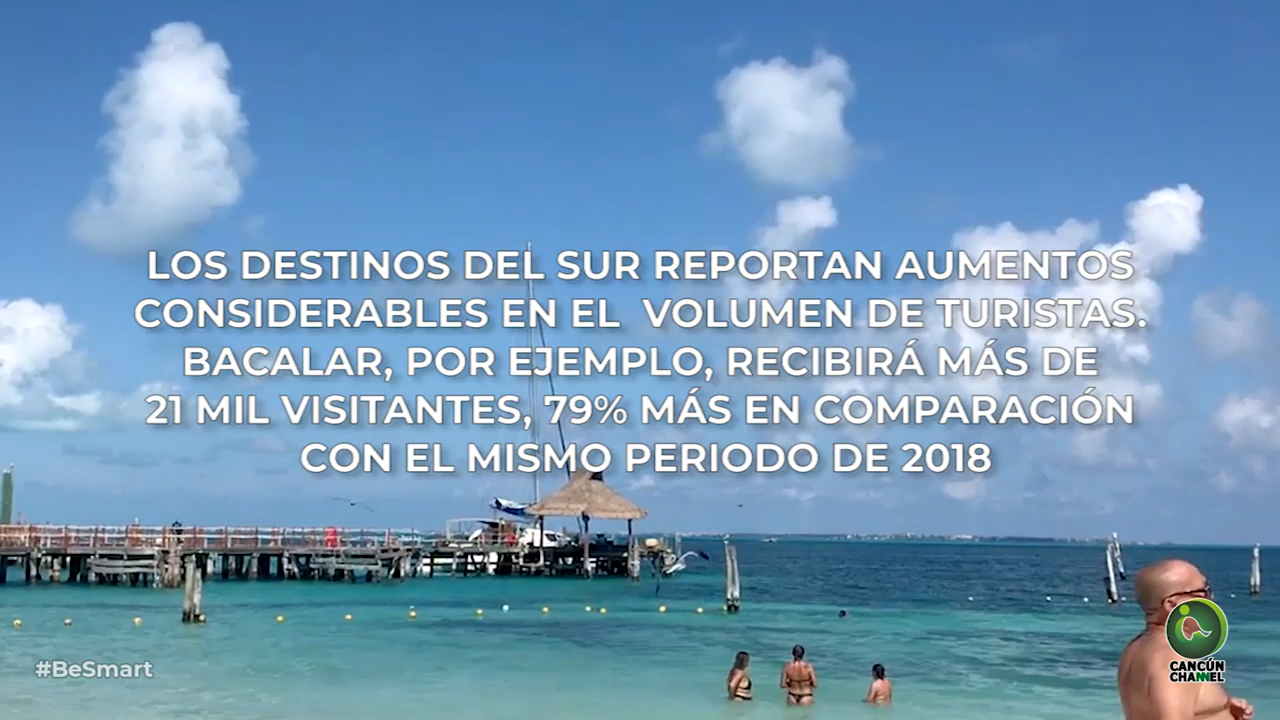 LOS DESTINOS DEL SUR REPORTAN AUMENTOS
CONSIDERABLES EN EL VOLUMEN DE TURISTAS.
BACALAR, POR EJEMPLO, RECIBIRÁ MÁS DE
21 MIL VISITANTES, 79% MÁS EN COMPARACIÓN
CON EL MISMO PERIODO DE 2018
#BeSmart
CANCÚN
CHANNEL